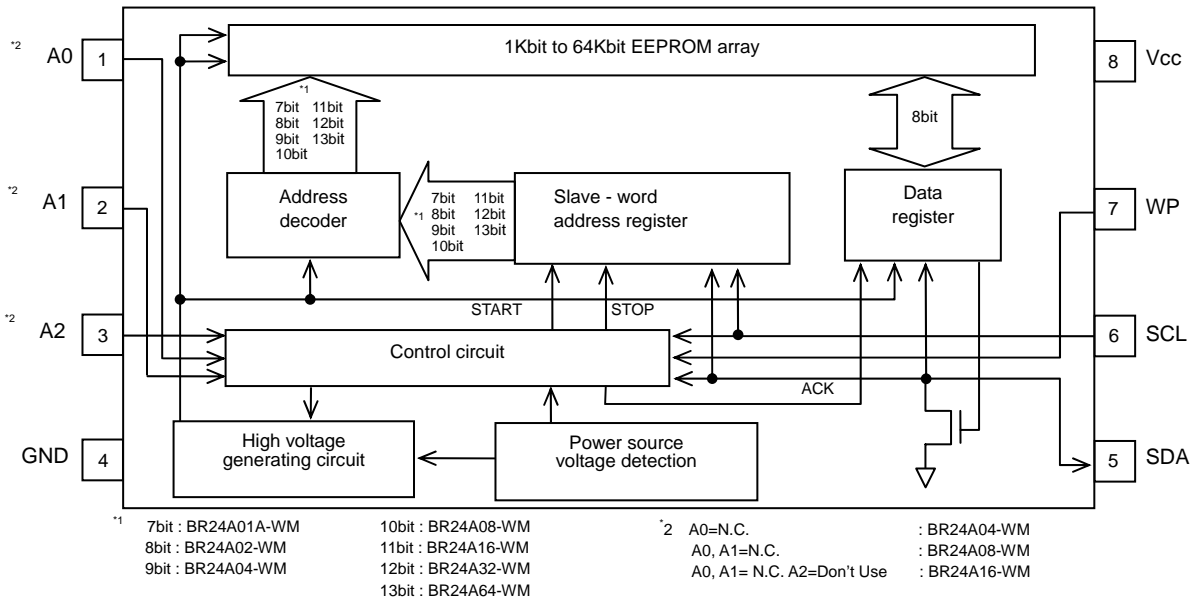 1Kbit to 64Kbit EEPROM array
*2 A0 1
8 Vcc
*1
7bit 11bit
8bit 12bit
9bit 13bit
10bit
8bit
*2 A1 2
Address
decoder
*1
7bit 11bit
8bit 12bit
9bit 13bit
10bit
Slave - word
address register
Data
register
7 WP
START
STOP
*2 A2 3
Control circuit
6 SCL
ACK
GND 4
High voltage
generating circuit
Power source
voltage detection
5 SDA
*1 7bit : BR24A01A-WM
8bit : BR24A02-WM
9bit : BR24A04-WM
10bit : BR24A08-WM
11bit : BR24A16-WM
12bit : BR24A32-WM
13bit : BR24A64-WM
*2 A0=N.C. : BR24A04-WM
A0, A1=N.C. : BR24A08-WM
A0, A1= N.C. A2=Don't Use : BR24A16-WM